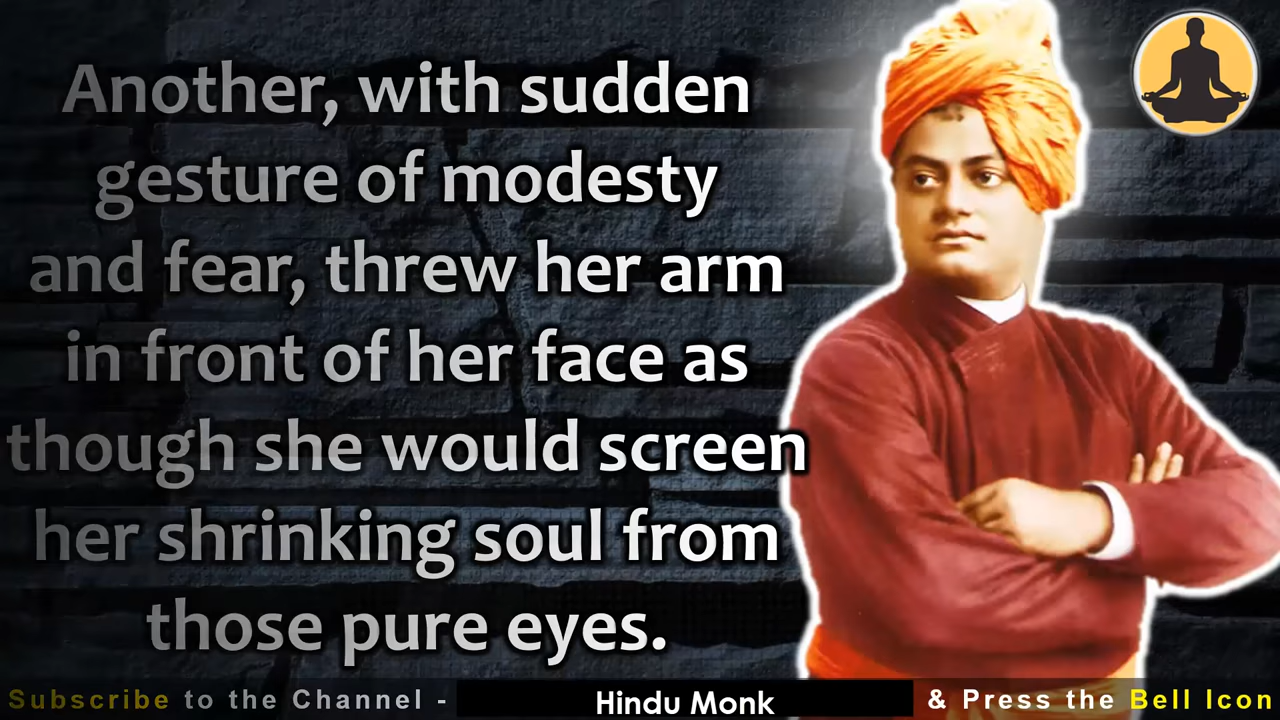 Another, with sudden
gesture of modesty
and fear, threw her arm
in front of her face as
though she would screen
her shrinking soul from
those pure eyes.
Subscribe to the Channel - Hindu Monk & Press the Bell Icon